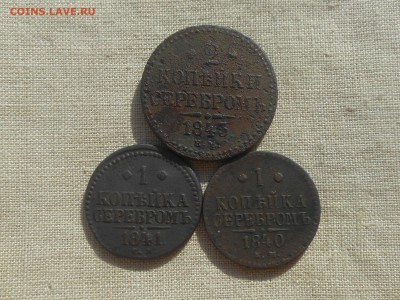 COINS.LAVE.RU
2
КОПѢЙКИ
СЕРЕБРОМЪ
1
КОПѢЙКА
СЕРЕБРОМЪ
1841
1
КОПѢЙКА
СЕРЕБРОМЪ
1840